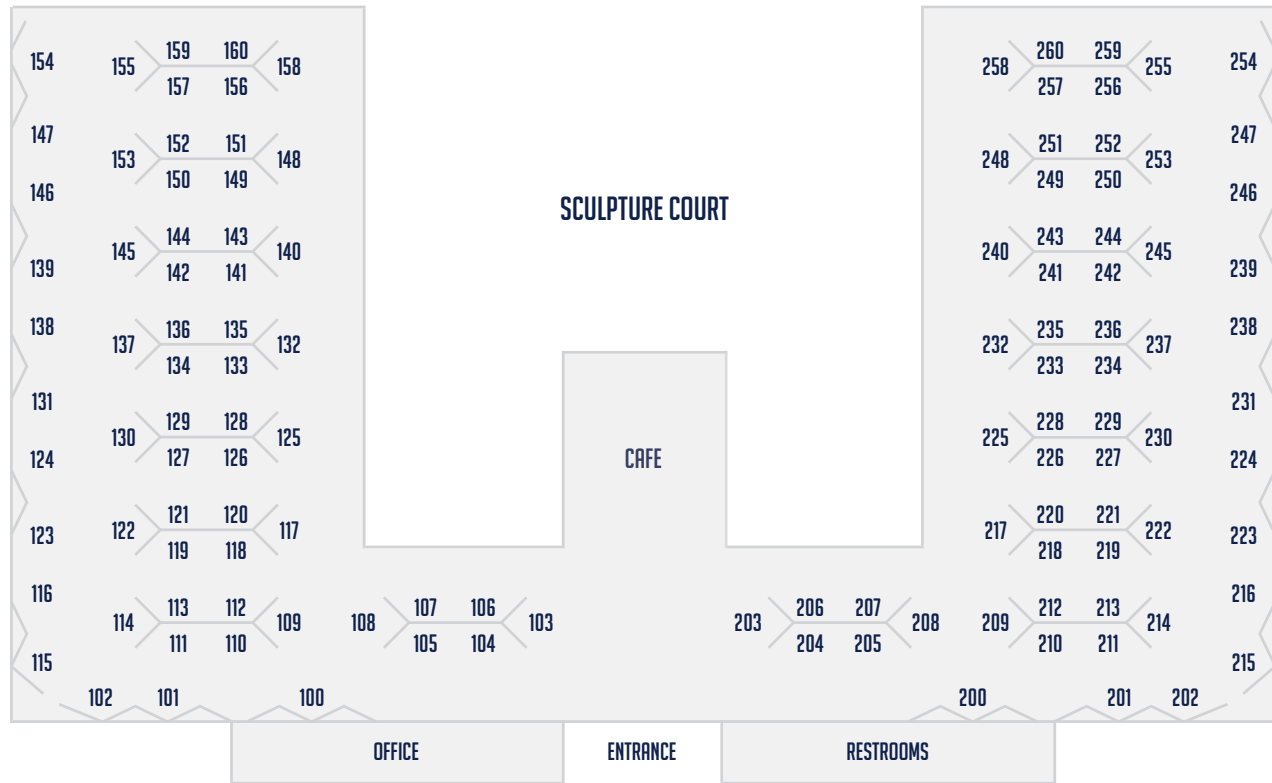 159 160 260 259
154 155 158 258 255 254
157 156 257 256
147 152 151 251 252 247
153 148 248 253
150 149 249 250
146 246
SCULPTURE COURT
144 143 243 244
145 140 240 245
139 142 141 241 242 239
138 136 135 235 236 238
137 132 232 237
134 133 233 234
131 231
129 128 228 229
130 125 225 230
124 127 126 CAFE 226 227 224
121 120 220 221
122 117 217 222
123 119 118 218 219 223
116 216
113 112 107 106 206 207 212 213
114 109 108 103 203 208 209 214
111 110 105 104 204 205 210 211
115 215
102 101 100 200 201 202
OFFICE ENTRANCE RESTROOMS